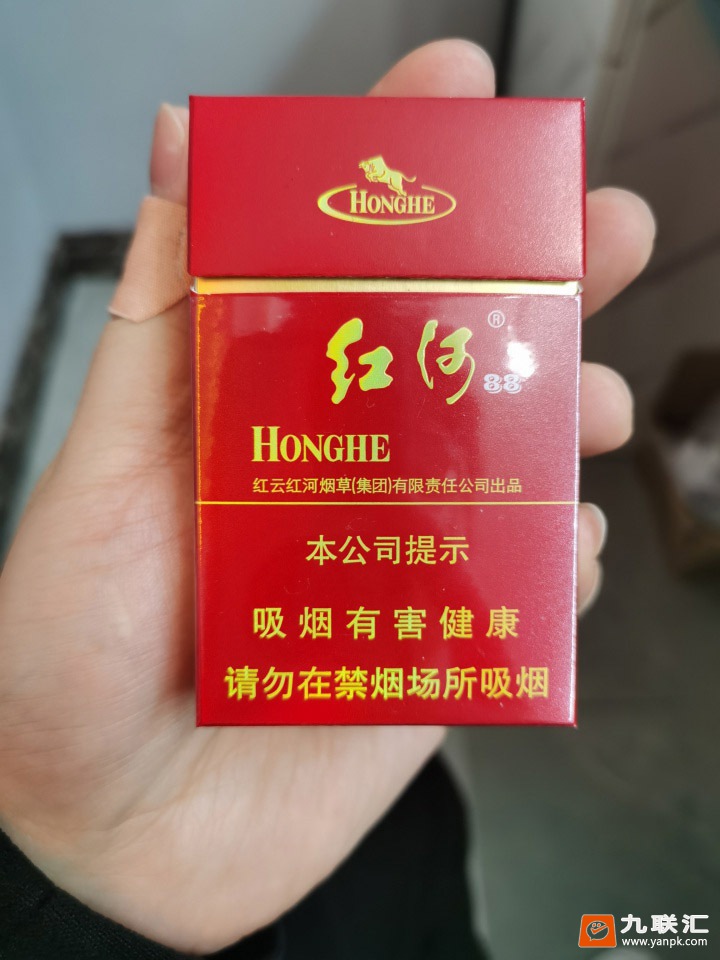 HONGHE
红河®
88
HONGHE
红云红河烟草(集团)有限责任公司出品
本公司提示
吸烟有害健康
请勿在禁烟场所吸烟
九联汇
www.yanpk.com